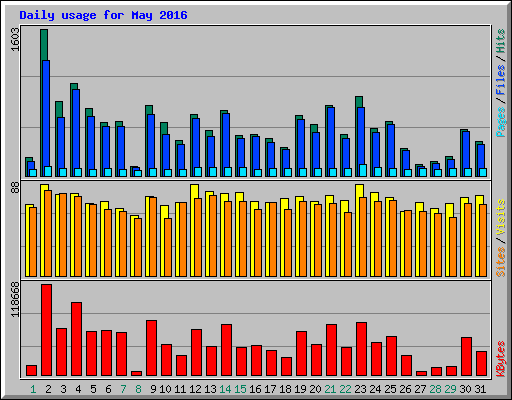 Daily usage for May 2016
1603
Pages / Files / Hits
88
Sites / Visits
118668
KBytes
1 2 3 4 5 6 7 8 9 10 11 12 13 14 15 16 17 18 19 20 21 22 23 24 25 26 27 28 29 30 31